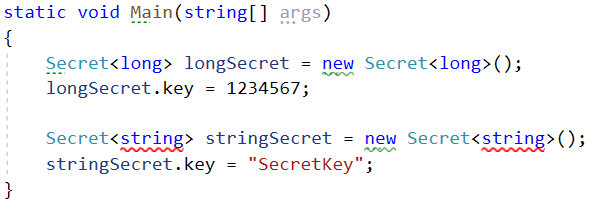 static void Main(string[] args)
{
    Secret<long> longSecret = new Secret<long>();
    longSecret.key = 1234567;

    Secret<string> stringSecret = new Secret<string>();
    stringSecret.key = "SecretKey";
}